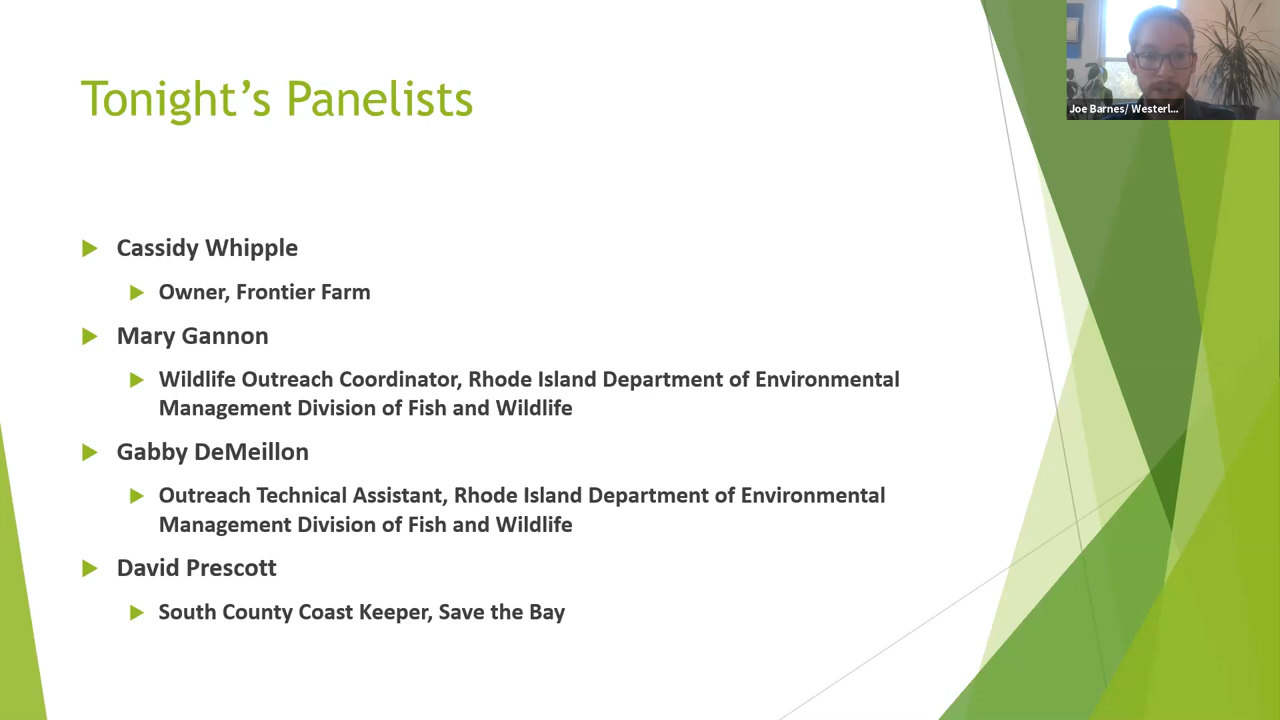 Tonight's Panelists
Cassidy Whipple
Owner, Frontier Farm
Mary Gannon
Wildlife Outreach Coordinator, Rhode Island Department of Environmental
Management Division of Fish and Wildlife
Gabby DeMeillon
Outreach Technical Assistant, Rhode Island Department of Environmental
Management Division of Fish and Wildlife
David Prescott
South County Coast Keeper, Save the Bay
Joe Barnes/ Westerl...